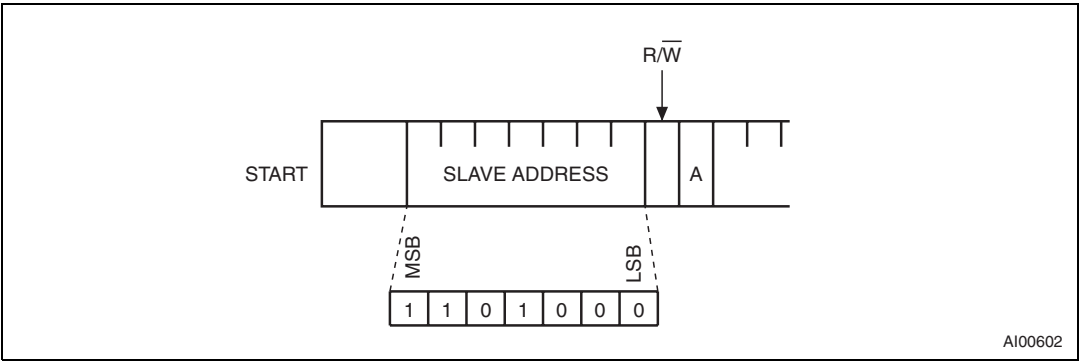 R/W̅
START
SLAVE ADDRESS
A
MSB
LSB
1 1 0 1 0 0 0
AI00602